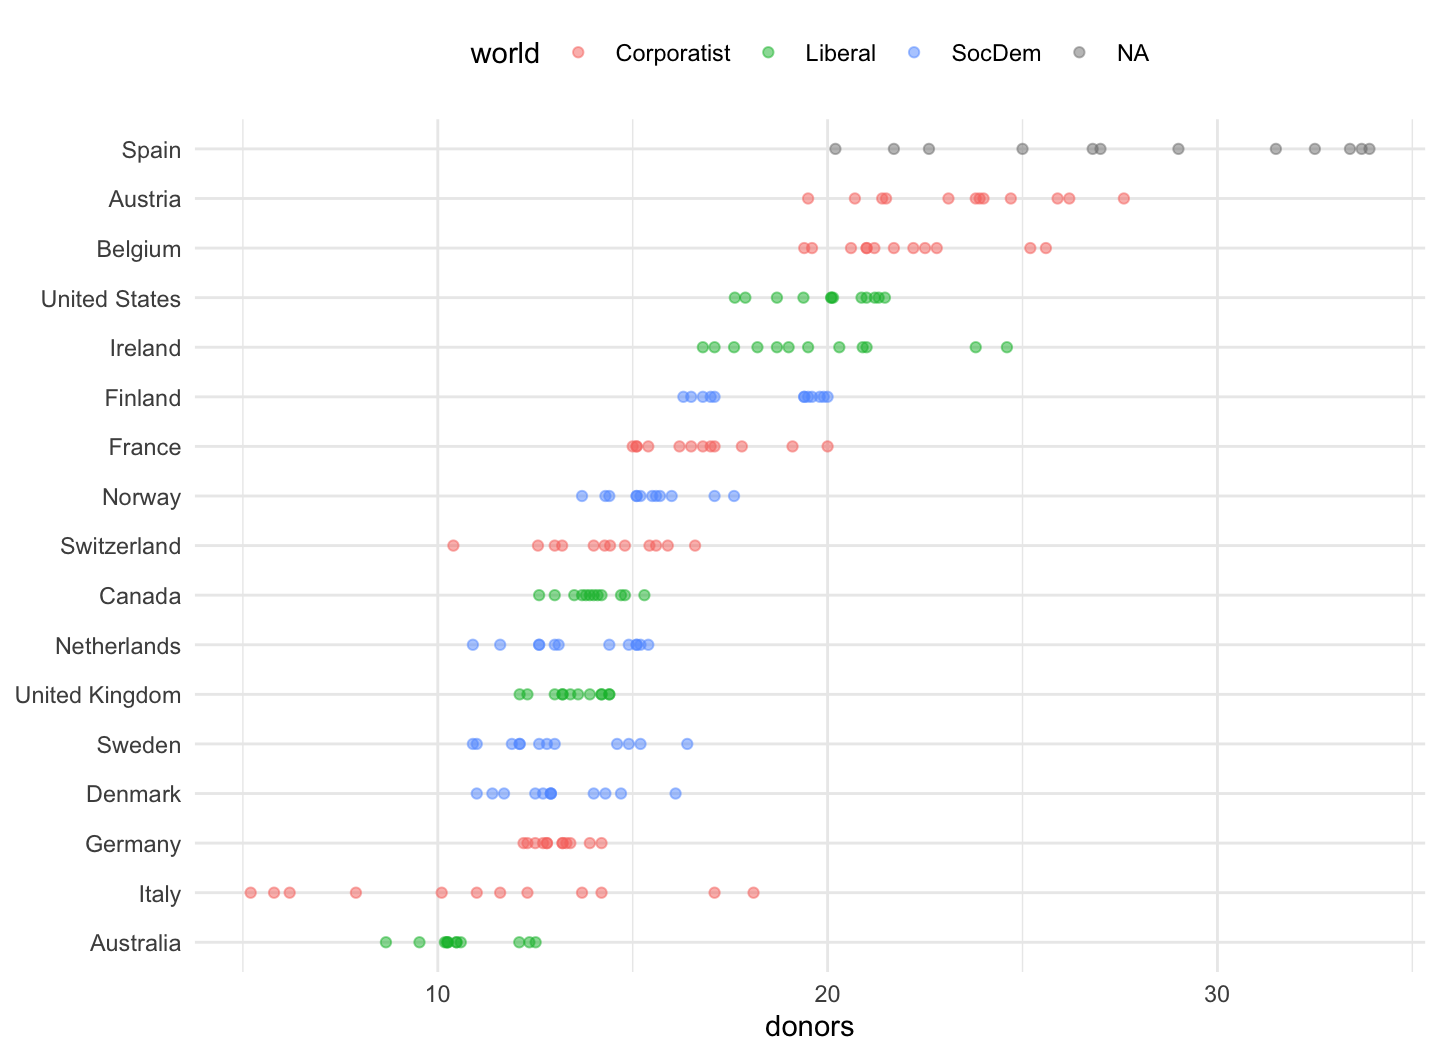 world Corporatist Liberal SocDem NA
Spain
Austria
Belgium
United States
Ireland
Finland
France
Norway
Switzerland
Canada
Netherlands
United Kingdom
Sweden
Denmark
Germany
Italy
Australia
10 20 30
donors